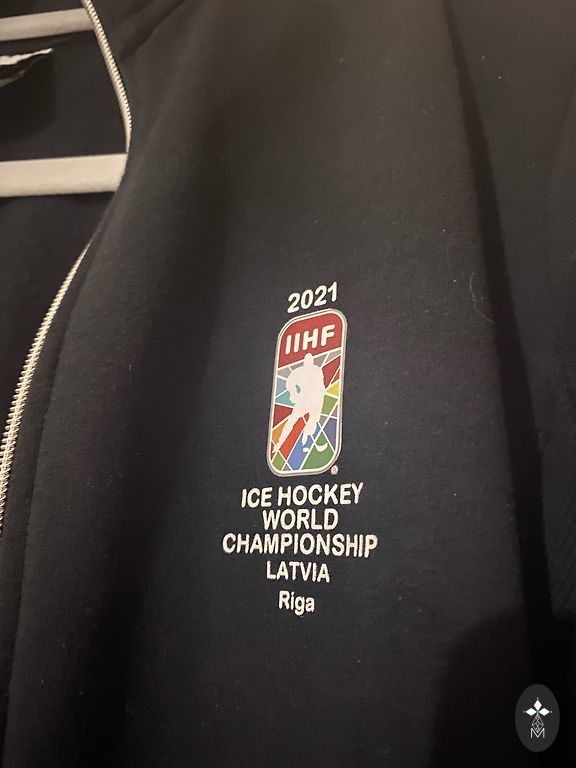 2021
IIHF
®
ICE HOCKEY
WORLD
CHAMPIONSHIP
LATVIA
Riga
M